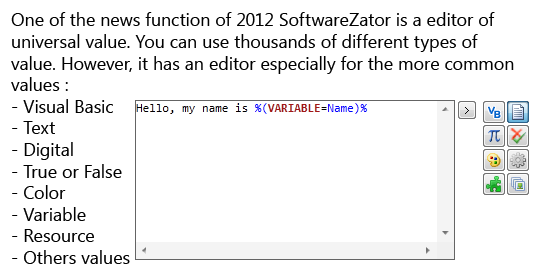 One of the news function of 2012 SoftwareZator is a editor of
universal value. You can use thousands of different types of
value. However, it has an editor especially for the more common
values :
- Visual Basic
- Text
- Digital
- True or False
- Color
- Variable
- Resource
- Others values
Hello, my name is %(VARIABLE=Name)%
VB
π